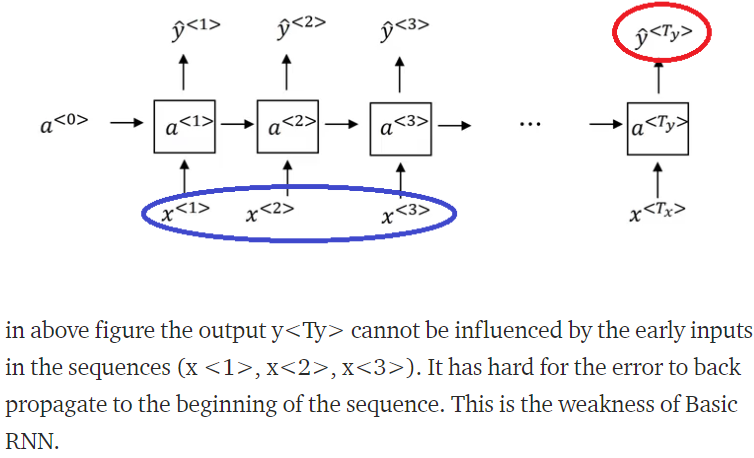 ŷ<1> ŷ<2> ŷ<3> ŷ<Ty>
a<0> a<1> a<2> a<3> ... a<Ty>
x<1> x<2> x<3> x<Tx>
in above figure the output y<Ty> cannot be influenced by the early inputs
in the sequences (x <1>, x<2>, x<3>). It has hard for the error to back
propagate to the beginning of the sequence. This is the weakness of Basic
RNN.